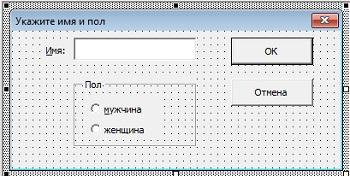 Укажите имя и пол
Имя:
OK
Пол
Отмена
мужчина
женщина